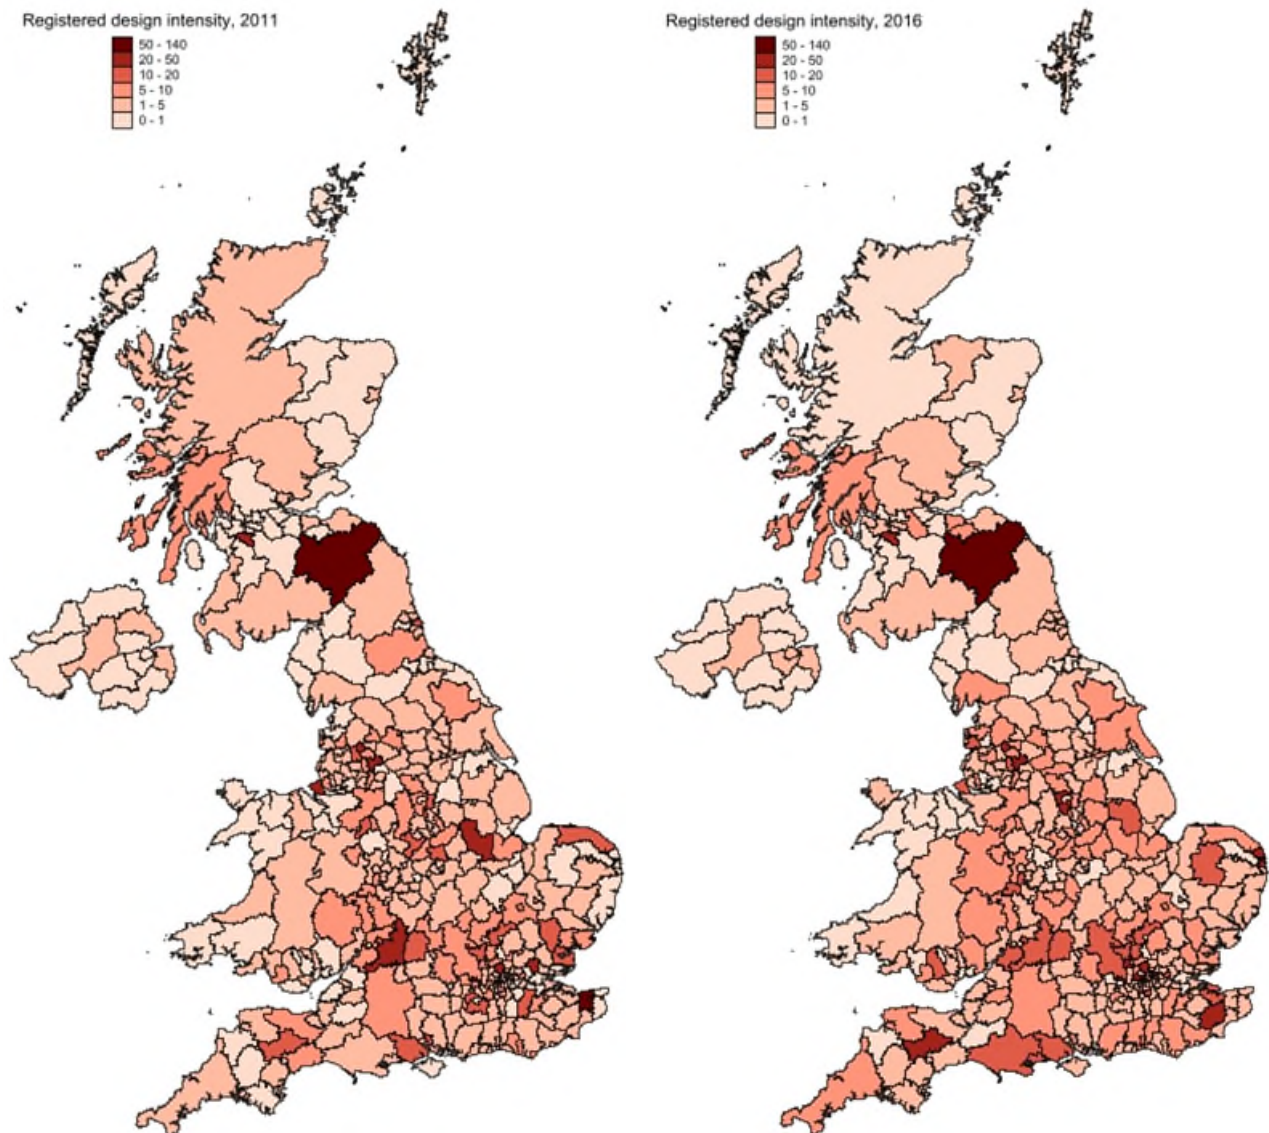 Registered design intensity, 2011
50 - 140
20 - 50
10 - 20
5 - 10
1 - 5
0 - 1
Registered design intensity, 2016
50 - 140
20 - 50
10 - 20
5 - 10
1 - 5
0 - 1